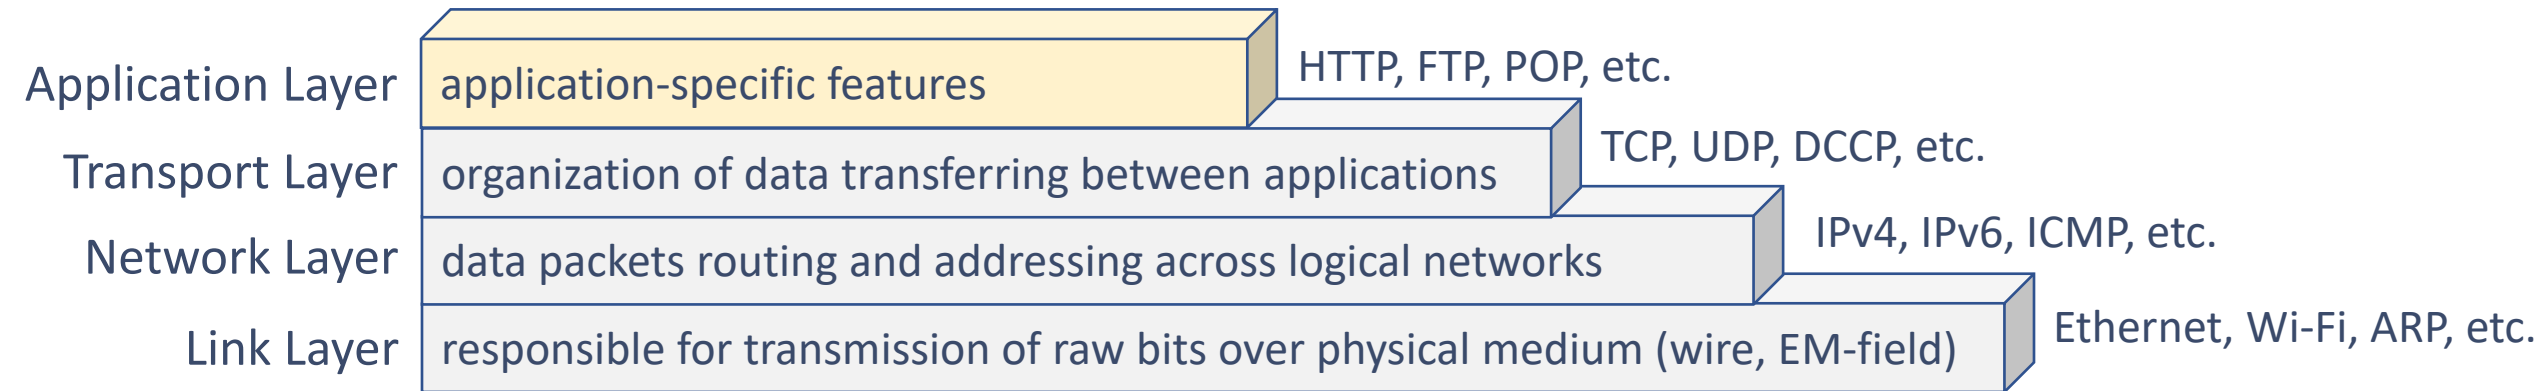 Application Layer
application-specific features
HTTP, FTP, POP, etc.
Transport Layer
organization of data transferring between applications
TCP, UDP, DCCP, etc.
Network Layer
data packets routing and addressing across logical networks
IPv4, IPv6, ICMP, etc.
Link Layer
responsible for transmission of raw bits over physical medium (wire, EM-field)
Ethernet, Wi-Fi, ARP, etc.